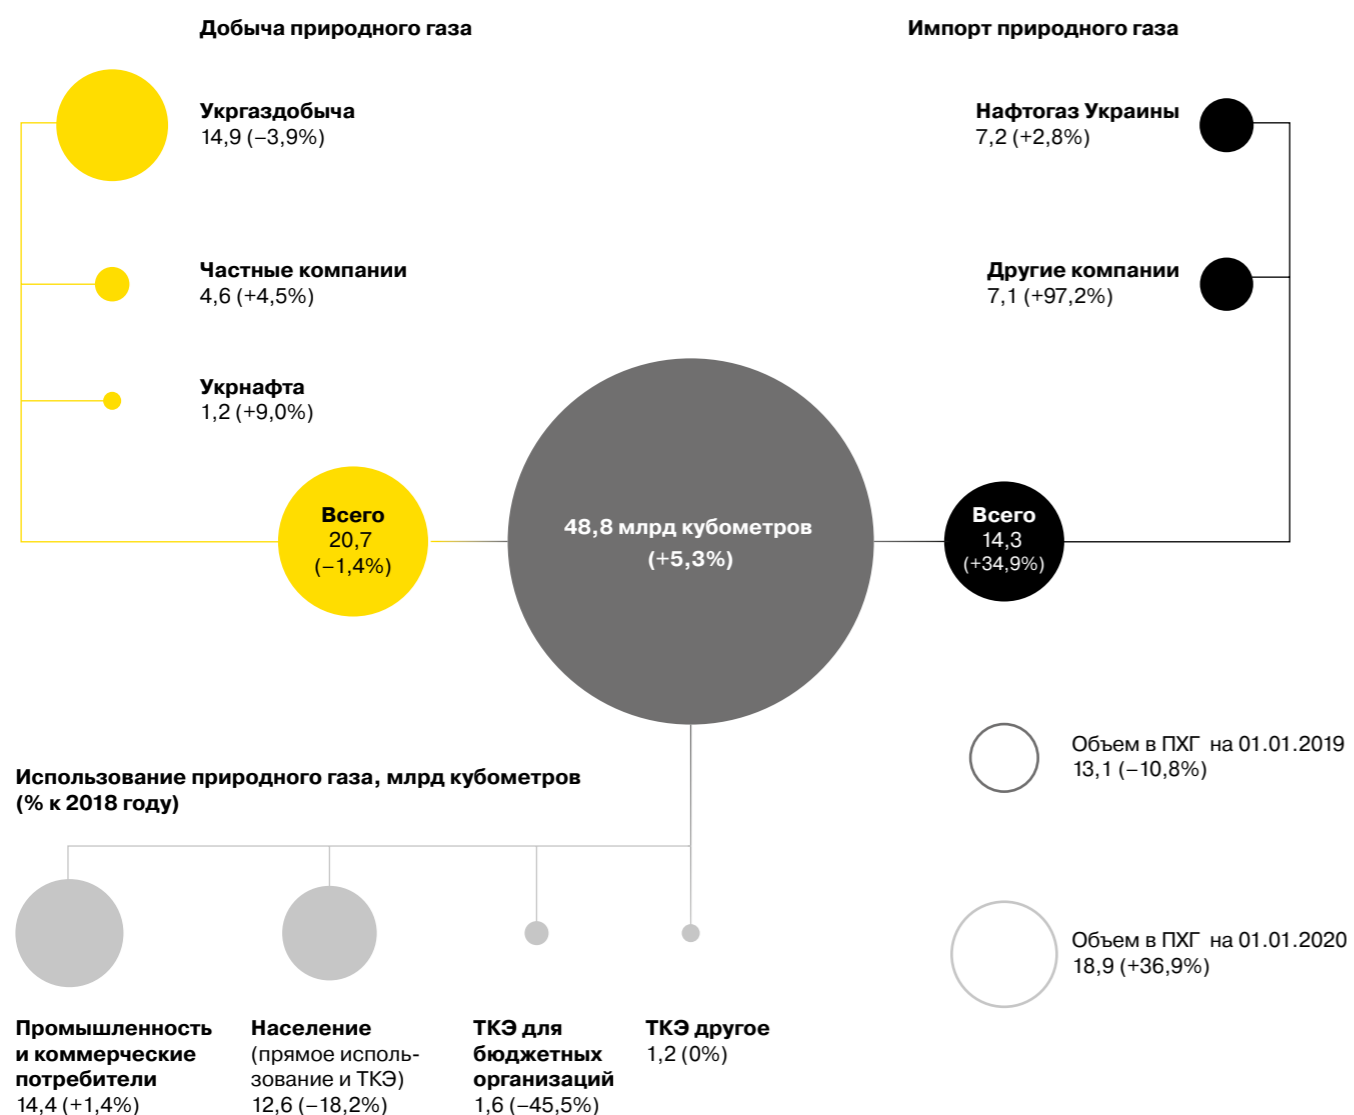 Добыча природного газа
Укргаздобыча
14,9 (−3,9%)
Частные компании
4,6 (+4,5%)
Укрнафта
1,2 (+9,0%)
Всего
20,7
(−1,4%)
48,8 млрд кубометров
(+5,3%)
Импорт природного газа
Нафтогаз Украины
7,2 (+2,8%)
Другие компании
7,1 (+97,2%)
Всего
14,3
(+34,9%)
Объем в ПХГ на 01.01.2019
13,1 (−10,8%)
Объем в ПХГ на 01.01.2020
18,9 (+36,9%)
Использование природного газа, млрд кубометров
(% к 2018 году)
Промышленность
и коммерческие
потребители
14,4 (+1,4%)
Население
(прямое исполь-
зование и ТКЭ)
12,6 (−18,2%)
ТКЭ для
бюджетных
организаций
1,6 (−45,5%)
ТКЭ другое
1,2 (0%)